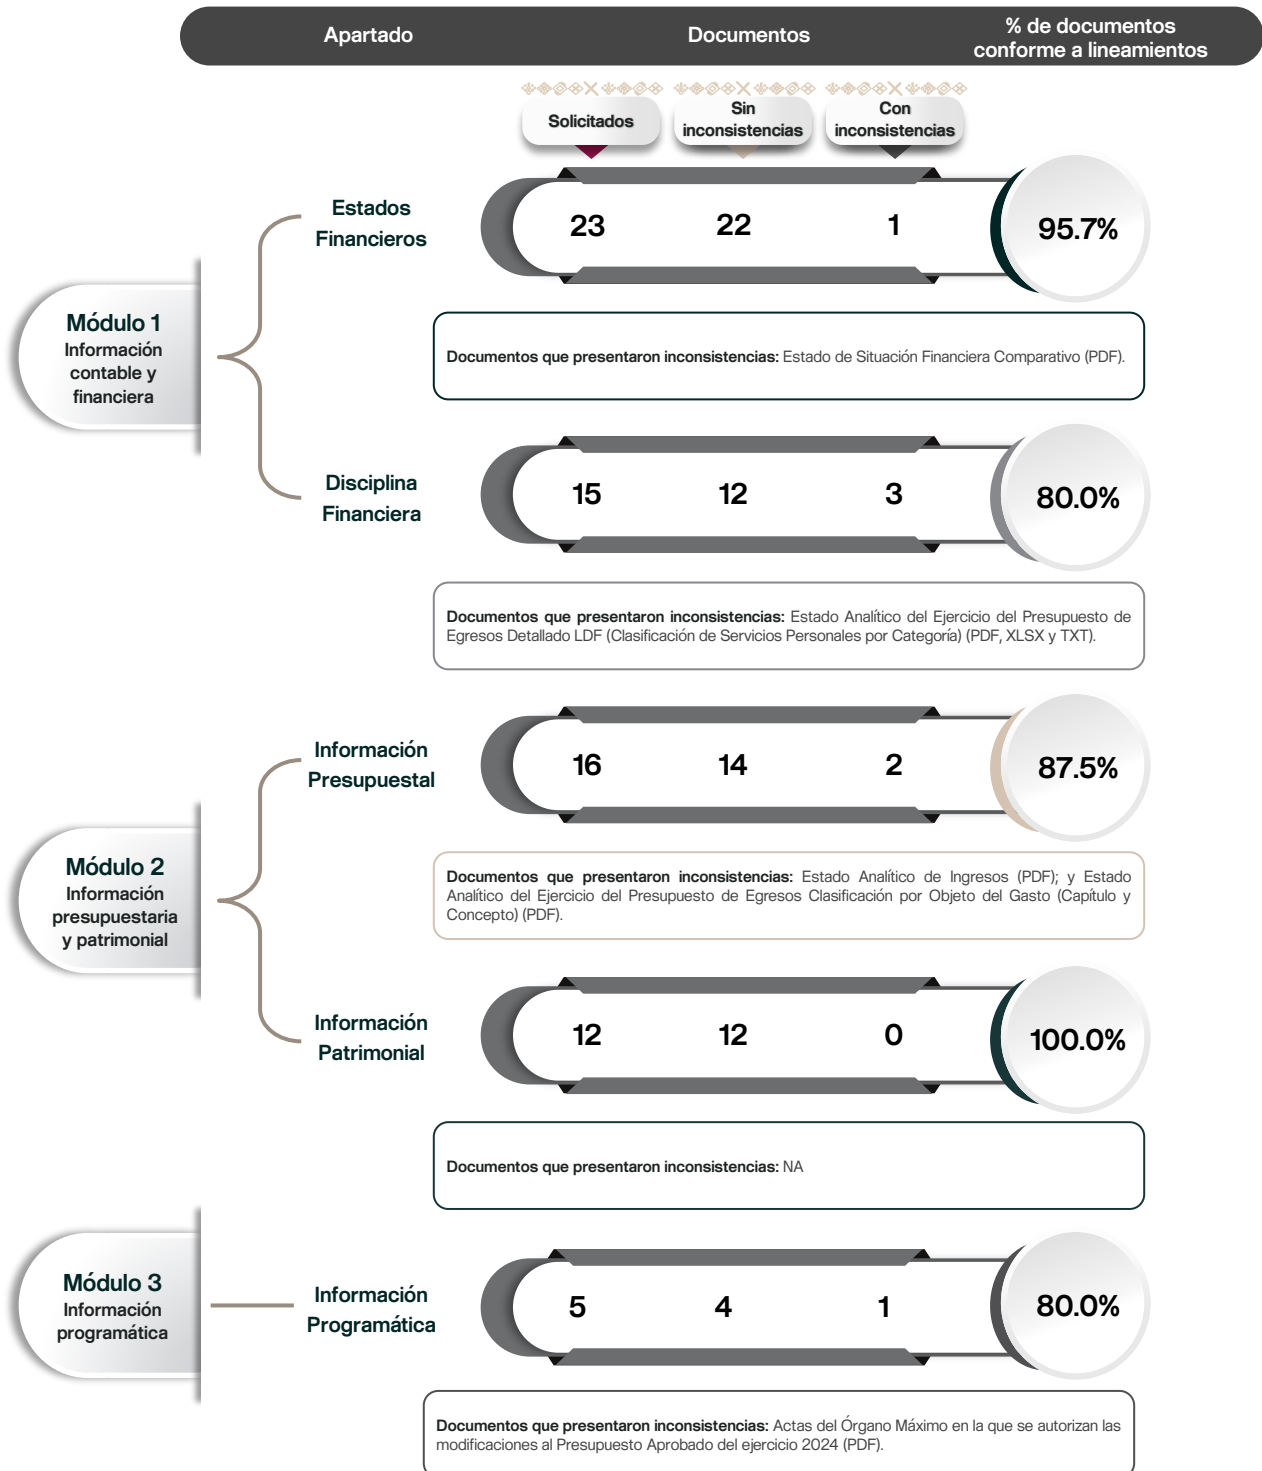 Apartado
Documentos
% de documentos
conforme a lineamientos
Solicitados
Sin
inconsistencias
Con
inconsistencias
Módulo 1
Información
contable y
financiera
Estados
Financieros
23
22
1
95.7%
Documentos que presentaron inconsistencias: Estado de Situación Financiera Comparativo (PDF).
Disciplina
Financiera
15
12
3
80.0%
Documentos que presentaron inconsistencias: Estado Analítico del Ejercicio del Presupuesto de
Egresos Detallado LDF (Clasificación de Servicios Personales por Categoría) (PDF, XLSX y TXT).
Módulo 2
Información
presupuestaria
y patrimonial
Información
Presupuestal
16
14
2
87.5%
Documentos que presentaron inconsistencias: Estado Analítico de Ingresos (PDF); y Estado
Analítico del Ejercicio del Presupuesto de Egresos Clasificación por Objeto del Gasto (Capítulo y
Concepto) (PDF).
Información
Patrimonial
12
12
0
100.0%
Documentos que presentaron inconsistencias: NA
Módulo 3
Información
programática
Información
Programática
5
4
1
80.0%
Documentos que presentaron inconsistencias: Actas del Órgano Máximo en la que se autorizan las
modificaciones al Presupuesto Aprobado del ejercicio 2024 (PDF).